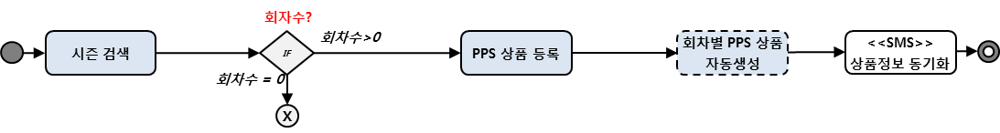 회자수?
시즌 검색
IF
회차수>0
회차수 = 0
X
PPS 상품 등록
회차별 PPS 상품
자동생성
<<SMS>>
상품정보 동기화